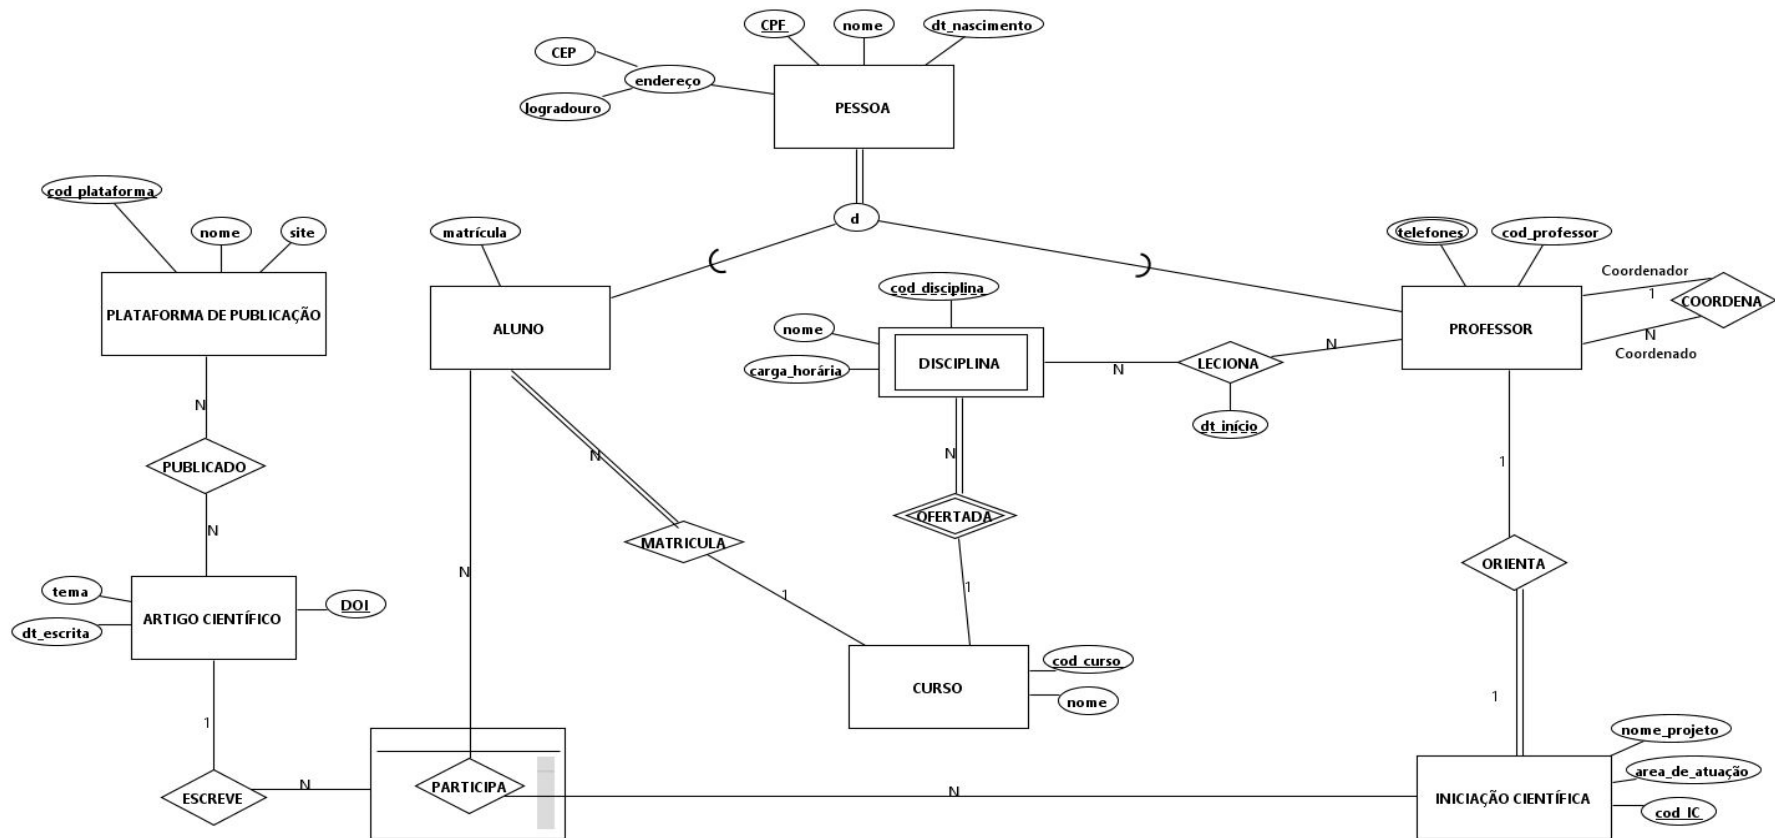 CPF
nome
dt_nascimento
CEP
endereço
logradouro
PESSOA
cod_plataforma
nome
site
matrícula
d
telefones
cod_professor
Coordenador
1
COORDENA
N
Coordenado
PLATAFORMA DE PUBLICAÇÃO
ALUNO
cod_disciplina
nome
carga_horária
DISCIPLINA
N
LECIONA
N
dt_início
PROFESSOR
N
PUBLICADO
N
N
MATRICULA
1
N
OFERTADA
1
1
ORIENTA
1
tema
dt_escrita
ARTIGO CIENTÍFICO
DOI
N
CURSO
cod_curso
nome
1
ESCREVE
N
PARTICIPA
N
INICIAÇÃO CIENTÍFICA
nome_projeto
area_de_atuação
cod_IC